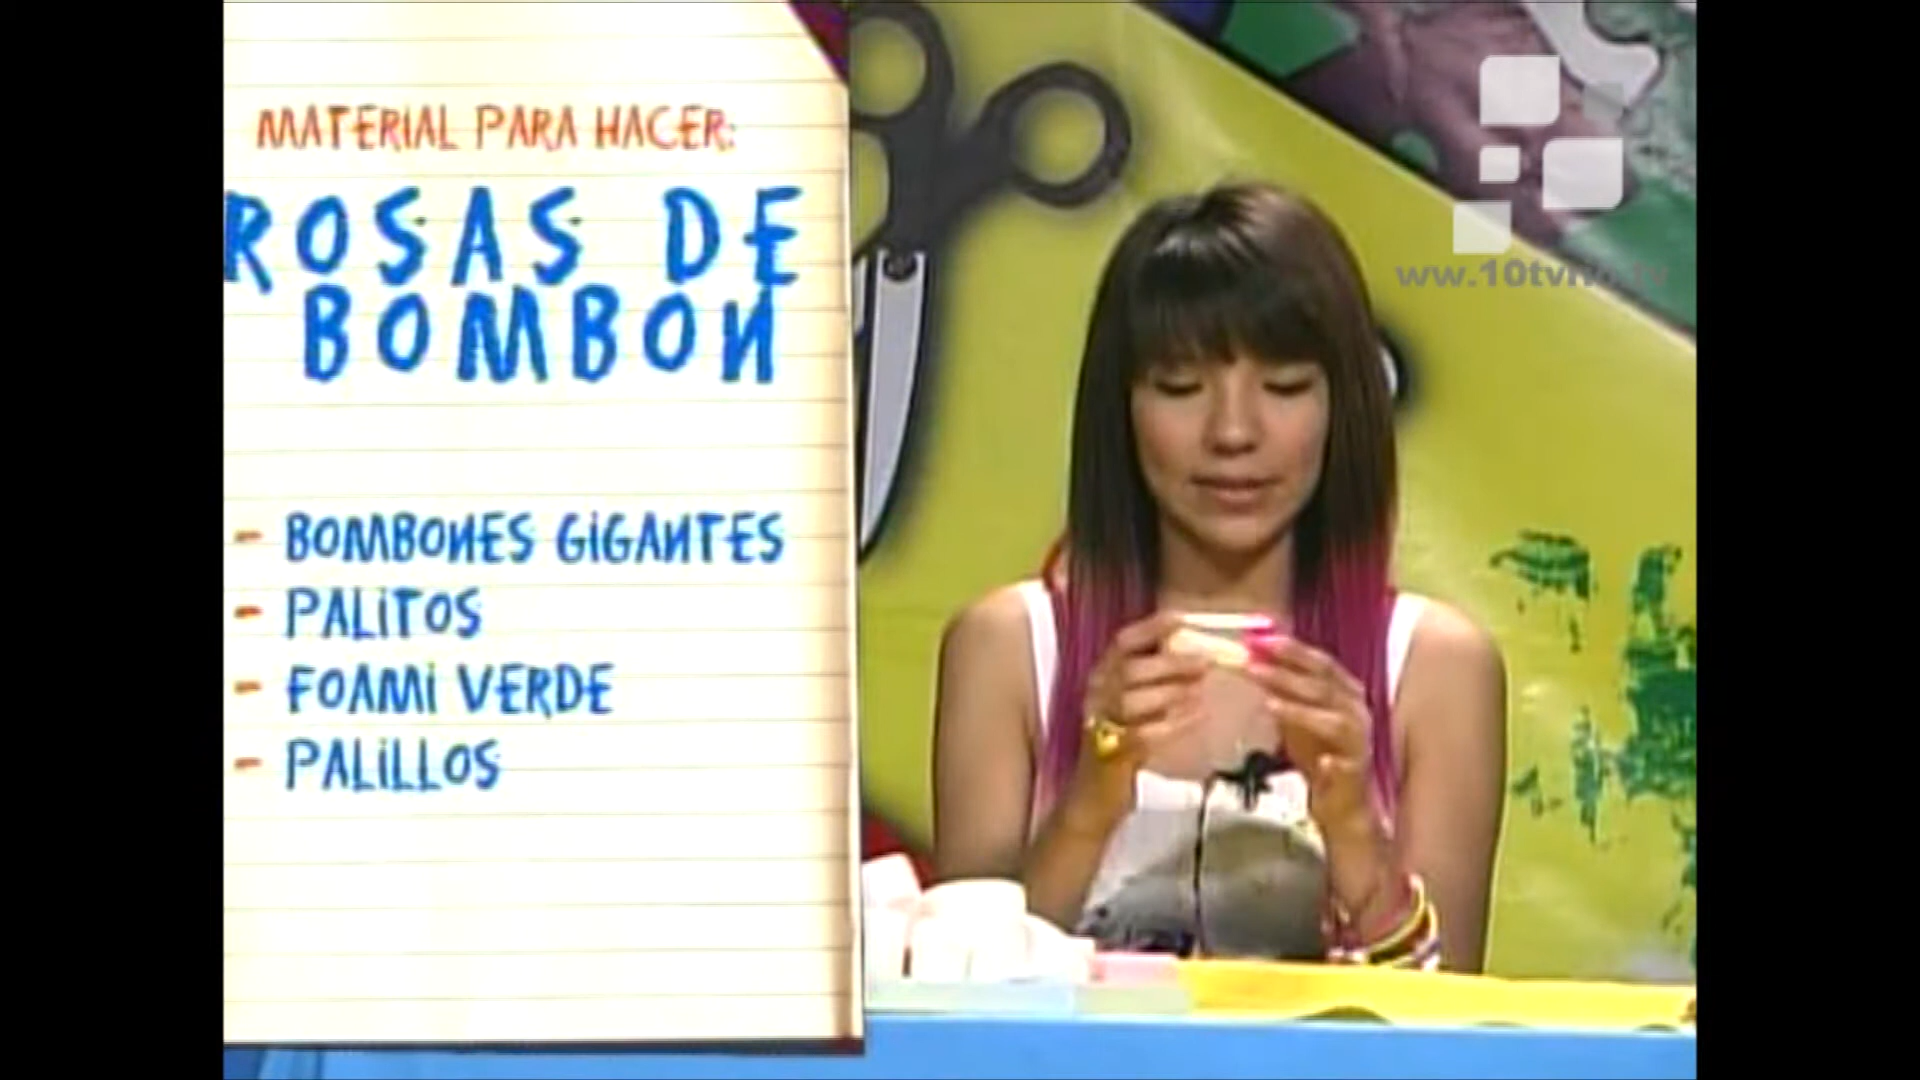 MATERIAL PARA HACER:
ROSAS DE
BOMBON
- BOMBONES GIGANTES
- PALITOS
- FOAMI VERDE
- PALILLOS